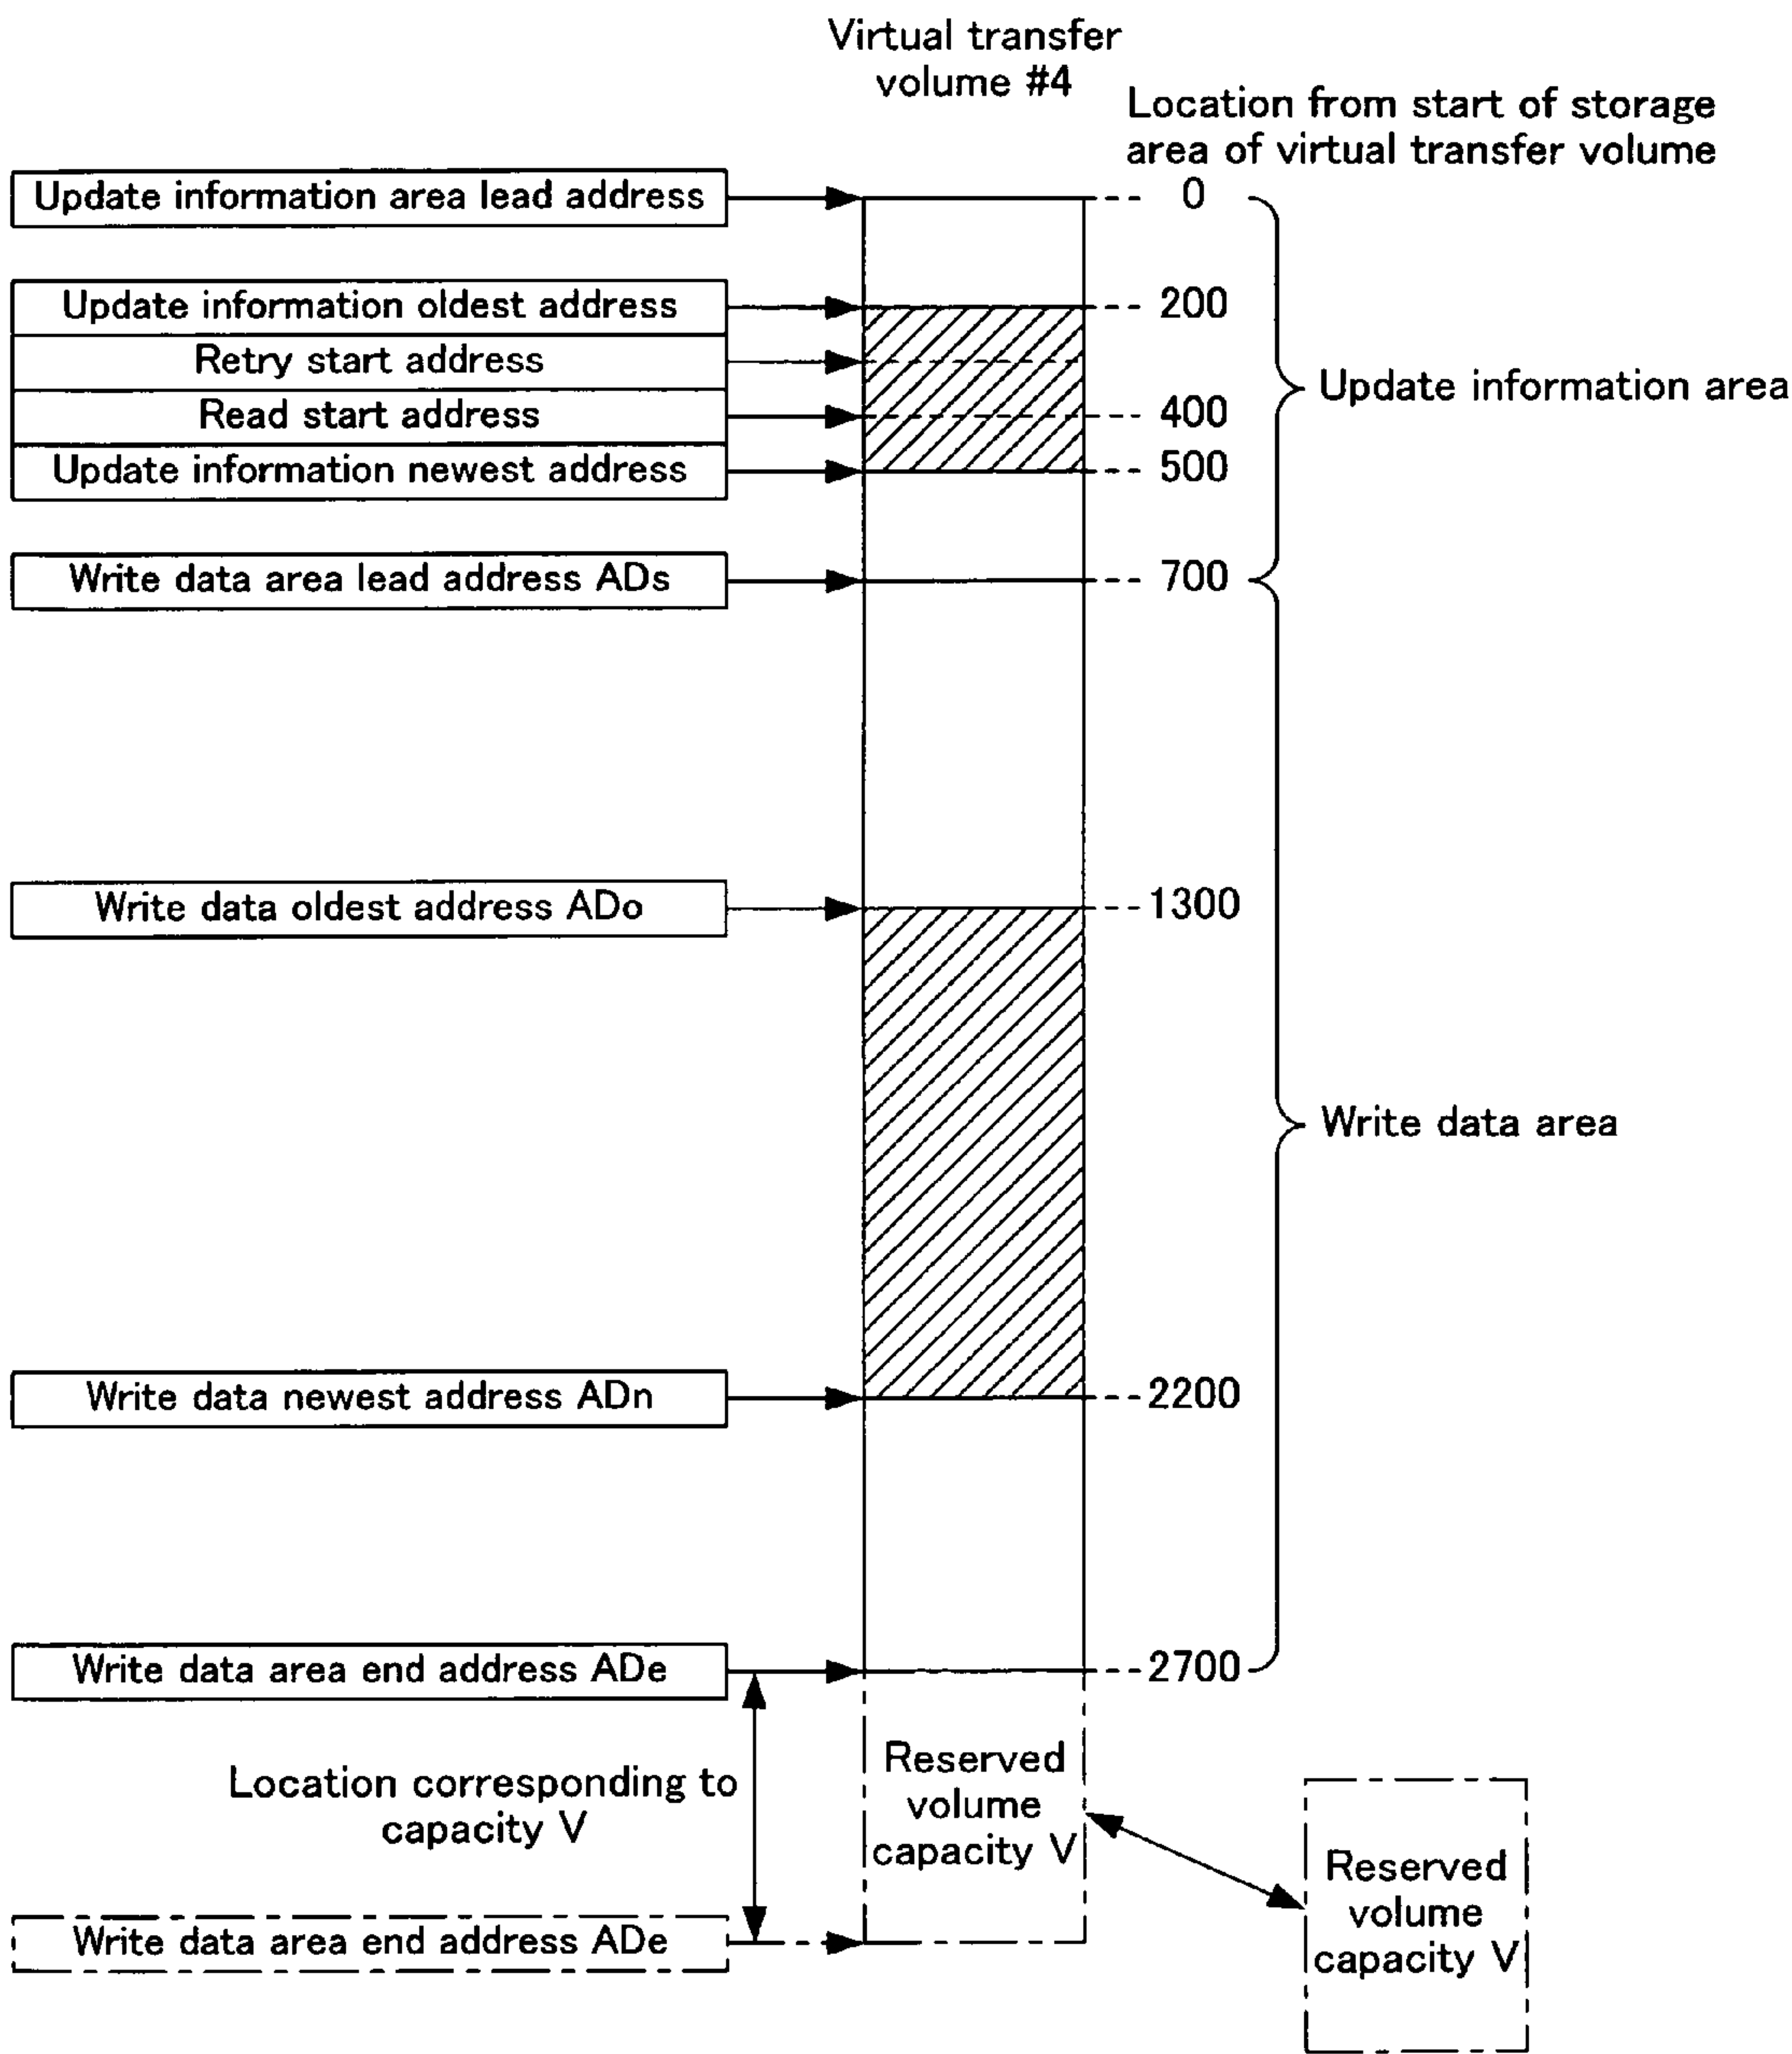 Virtual transfer
volume #4
Location from start of storage
area of virtual transfer volume
Update information area lead address
0
Update information oldest address
200
Retry start address
Update information area
Read start address
400
Update information newest address
500
Write data area lead address ADs
700
Write data oldest address ADo
1300
Write data area
Write data newest address ADn
2200
Write data area end address ADe
2700
Location corresponding to
capacity V
Reserved
volume
capacity V
Reserved
volume
capacity V
Write data area end address ADe